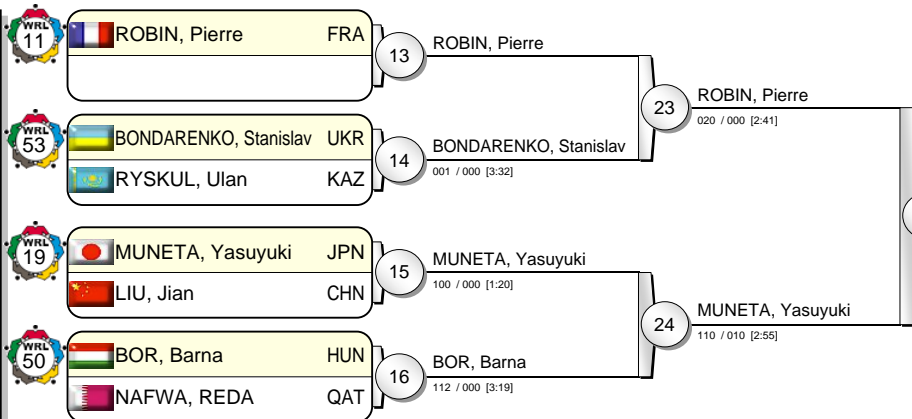 WRL
11
ROBIN, Pierre FRA
13
ROBIN, Pierre
23
ROBIN, Pierre
020 / 000 [2:41]
WRL
53
BONDARENKO, Stanislav UKR
RYSKUL, Ulan KAZ
14
BONDARENKO, Stanislav
001 / 000 [3:32]
WRL
19
MUNETA, Yasuyuki JPN
LIU, Jian CHN
15
MUNETA, Yasuyuki
100 / 000 [1:20]
24
MUNETA, Yasuyuki
110 / 010 [2:55]
WRL
50
BOR, Barna HUN
NAFWA, REDA QAT
16
BOR, Barna
112 / 000 [3:19]